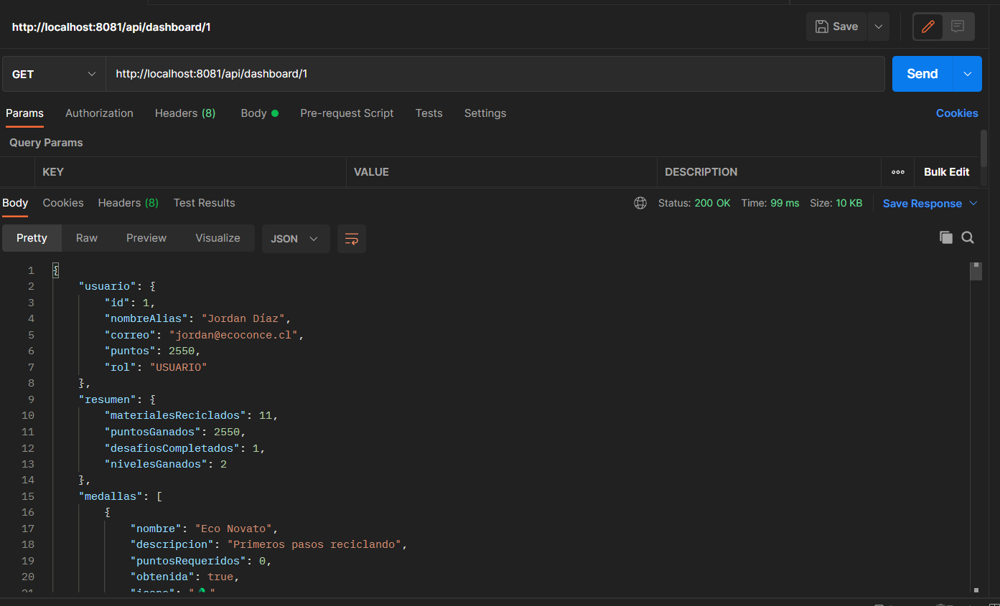 http://localhost:8081/api/dashboard/1
Save
GET
http://localhost:8081/api/dashboard/1
Send
Params Authorization Headers (8) Body Pre-request Script Tests Settings Cookies
Query Params
KEY VALUE DESCRIPTION Bulk Edit
Body Cookies Headers (8) Test Results Status: 200 OK Time: 99 ms Size: 10 KB Save Response
Pretty Raw Preview Visualize JSON
1 {
2 "usuario": {
3 "id": 1,
4 "nombreAlias": "Jordan Díaz",
5 "correo": "jordan@ecoconce.cl",
6 "puntos": 2550,
7 "rol": "USUARIO"
8 },
9 "resumen": {
10 "materialesReciclados": 11,
11 "puntosGanados": 2550,
12 "desafiosCompletados": 1,
13 "nivelesGanados": 2
14 },
15 "medallas": [
16 {
17 "nombre": "Eco Novato",
18 "descripcion": "Primeros pasos reciclando",
19 "puntosRequeridos": 0,
20 "obtenida": true,